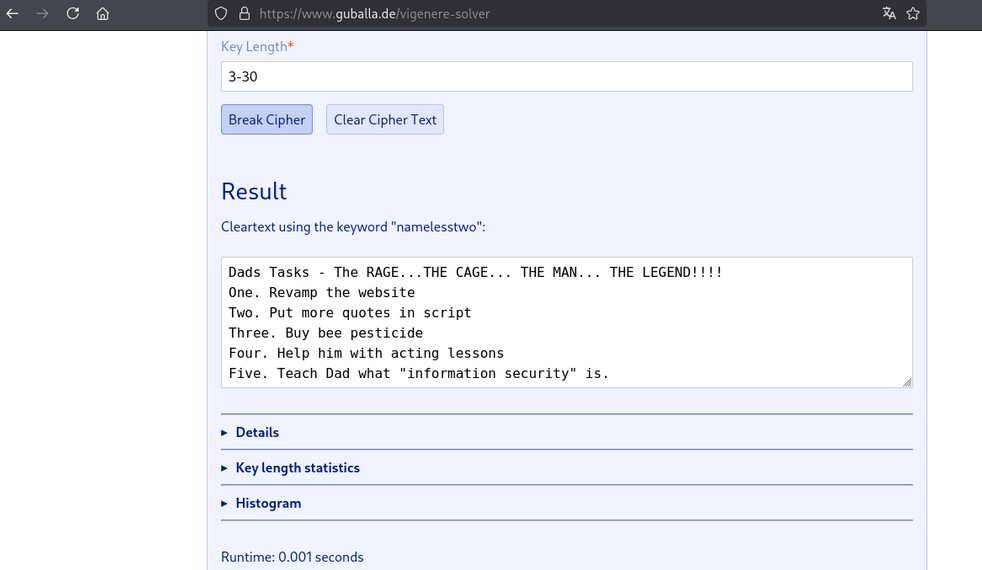 https://www.guballa.de/vigenere-solver
Key Length*
3-30
Break Cipher Clear Cipher Text
Result
Cleartext using the keyword "namelesstwo":
Dads Tasks - The RAGE...THE CAGE... THE MAN... THE LEGEND!!!!
One. Revamp the website
Two. Put more quotes in script
Three. Buy bee pesticide
Four. Help him with acting lessons
Five. Teach Dad what "information security" is.
Details
Key length statistics
Histogram
Runtime: 0.001 seconds